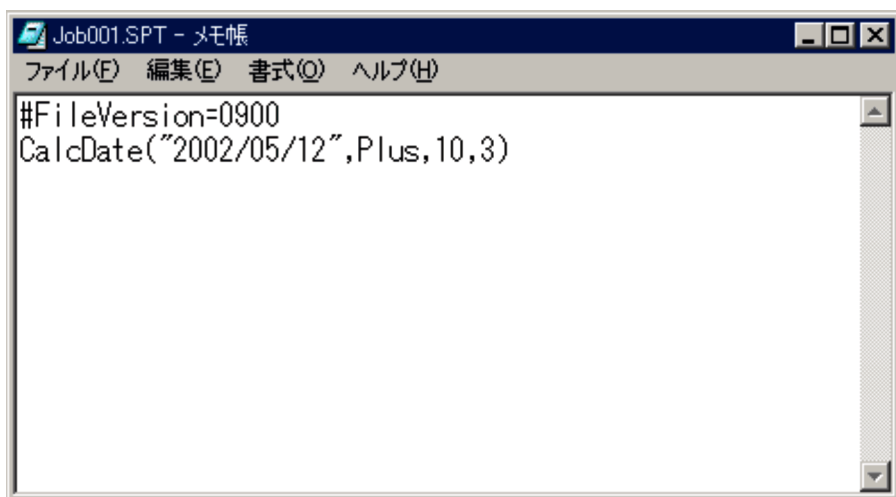 Job001.SPT - メモ帳
ファイル(F) 編集(E) 書式(O) ヘルプ(H)
#FileVersion=0900
CalcDate("2002/05/12",Plus,10,3)